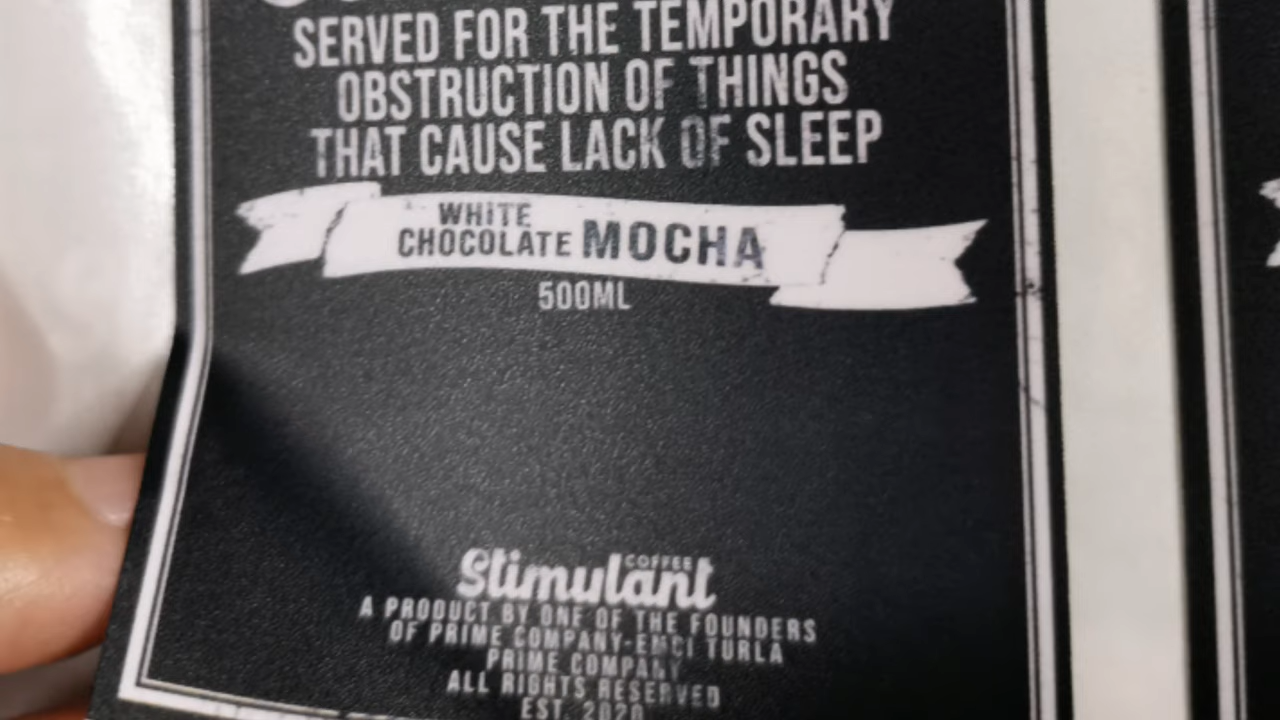 SERVED FOR THE TEMPORARY
OBSTRUCTION OF THINGS
THAT CAUSE LACK OF SLEEP
WHITE
CHOCOLATE MOCHA
500ML
Stimulant COFFEE
A PRODUCT BY ONE OF THE FOUNDERS
OF PRIME COMPANY-EMCI TURLA
PRIME COMPANY
ALL RIGHTS RESERVED
EST. 2020